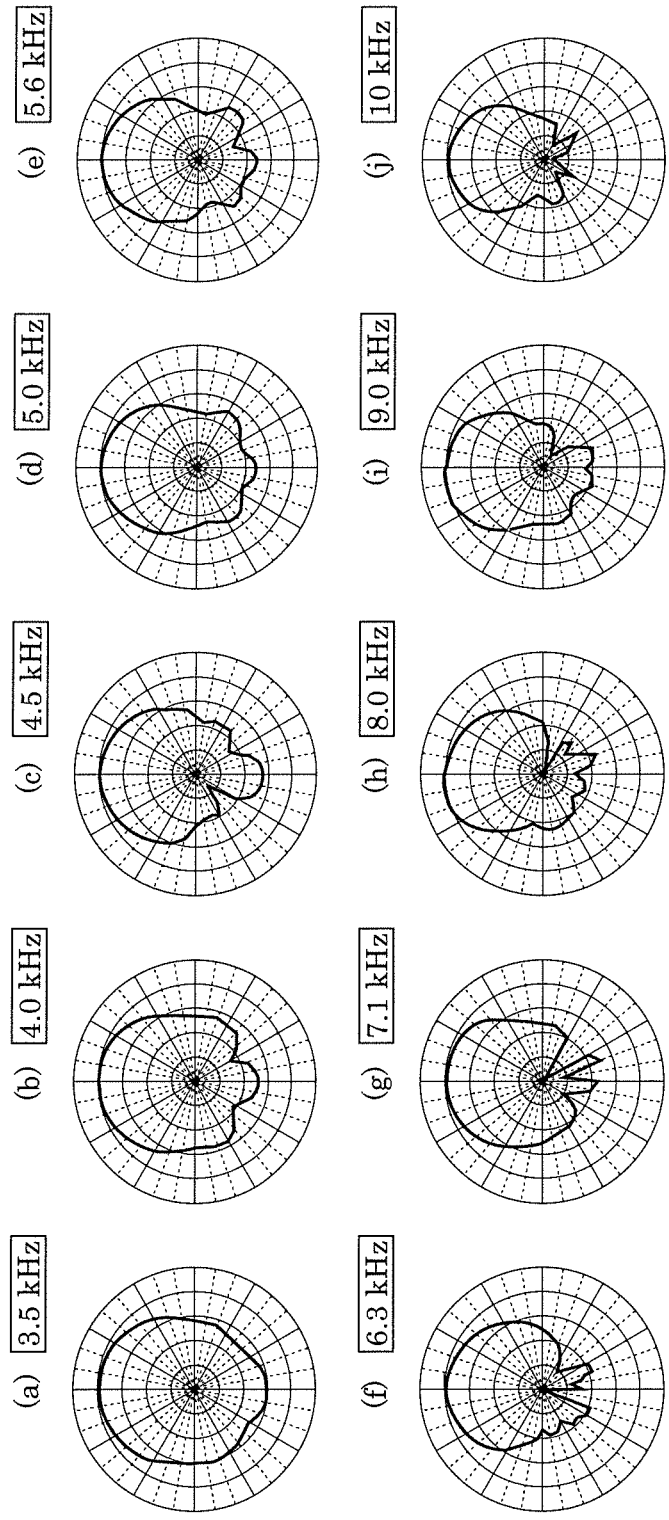 (a) 3.5 kHz
(b) 4.0 kHz
(c) 4.5 kHz
(d) 5.0 kHz
(e) 5.6 kHz
(f) 6.3 kHz
(g) 7.1 kHz
(h) 8.0 kHz
(i) 9.0 kHz
(j) 10 kHz